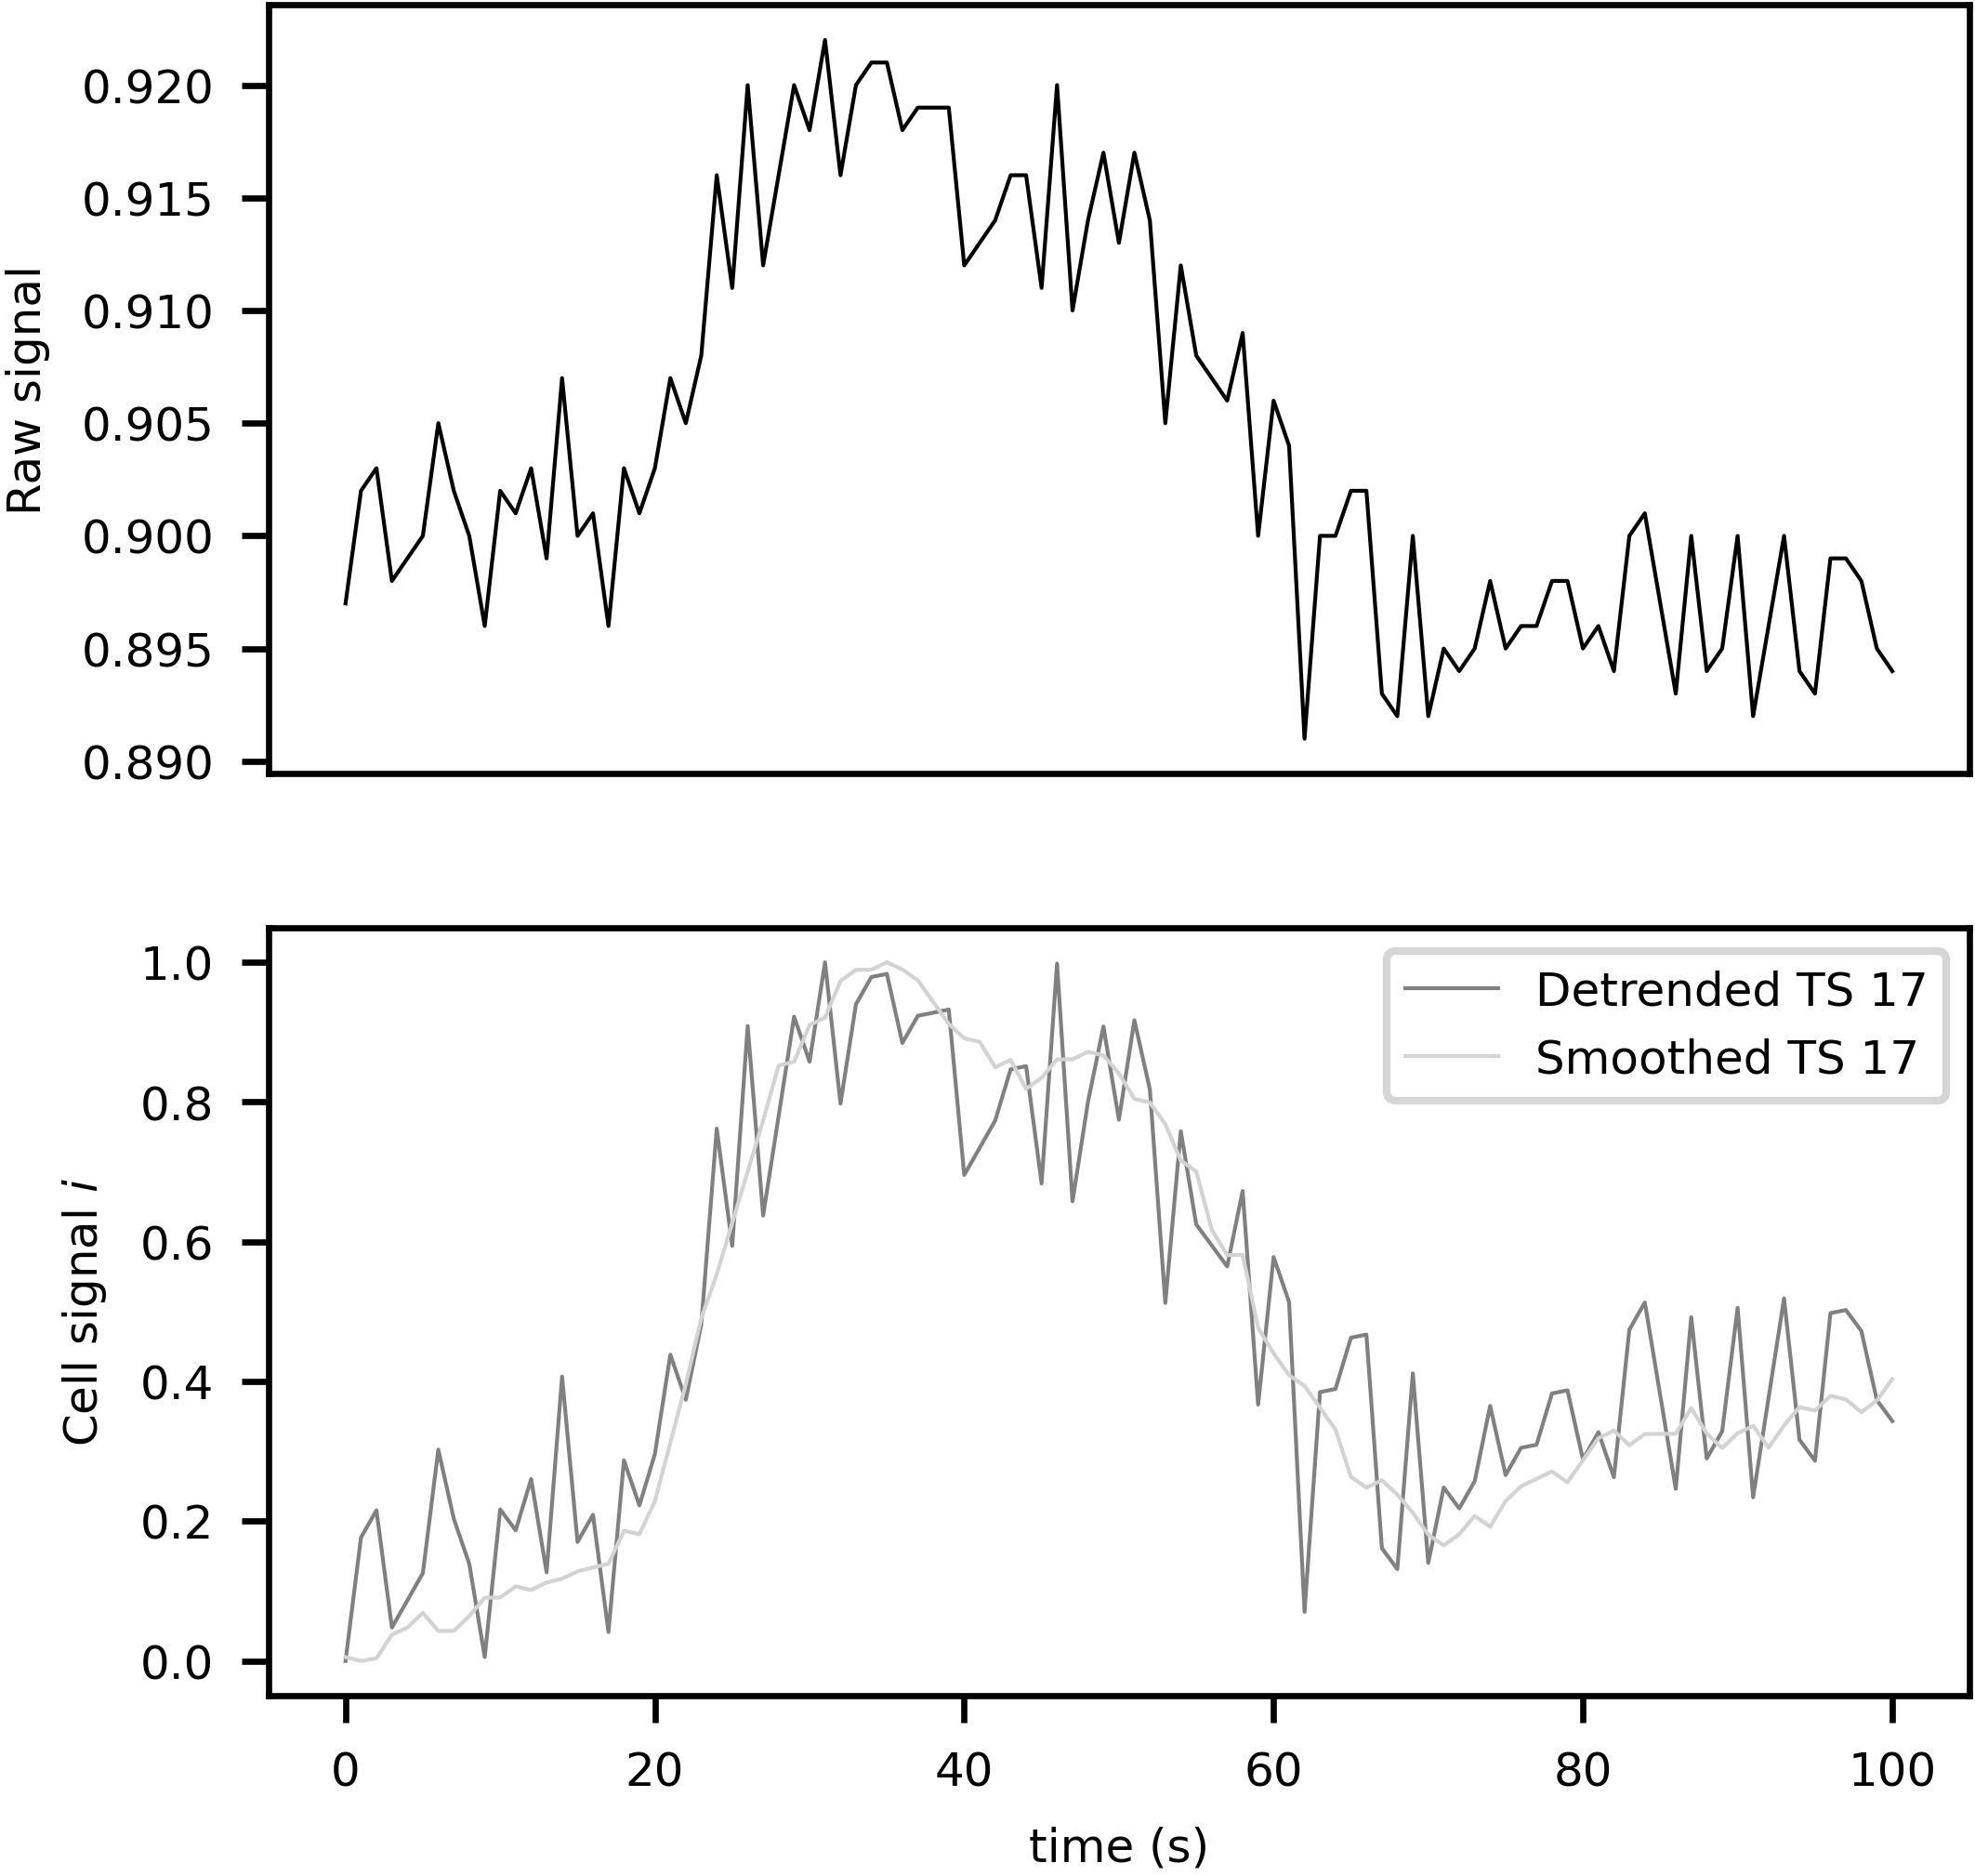 Raw signal
0.920
0.915
0.910
0.905
0.900
0.895
0.890
Cell signal i
1.0
0.8
0.6
0.4
0.2
0.0
Detrended TS 17
Smoothed TS 17
0 20 40 60 80 100
time (s)